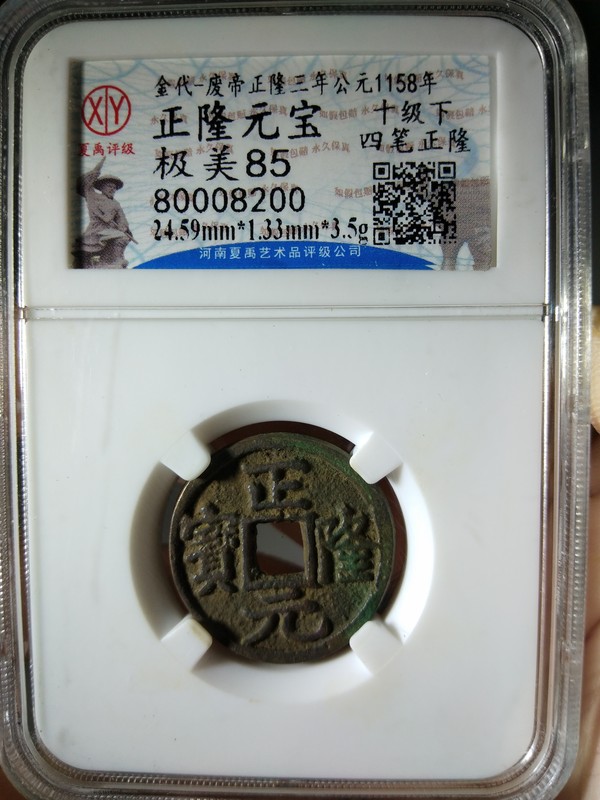 金代-废帝正隆三年公元1158年
XY
夏禹评级
正隆元宝
十级下
四笔正隆
极美85
80008200
24.59mm*1.33mm*3.5g
河南夏禹艺术品评级公司
正
隆
元
寶